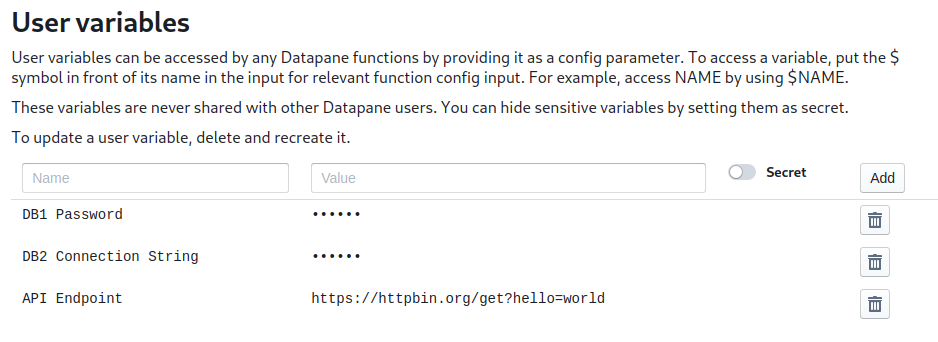 User variables
User variables can be accessed by any Datapane functions by providing it as a config parameter. To access a variable, put the $
symbol in front of its name in the input for relevant function config input. For example, access NAME by using $NAME.
These variables are never shared with other Datapane users. You can hide sensitive variables by setting them as secret.
To update a user variable, delete and recreate it.
Name Value Secret Add
DB1 Password ••••••
DB2 Connection String ••••••
API Endpoint https://httpbin.org/get?hello=world